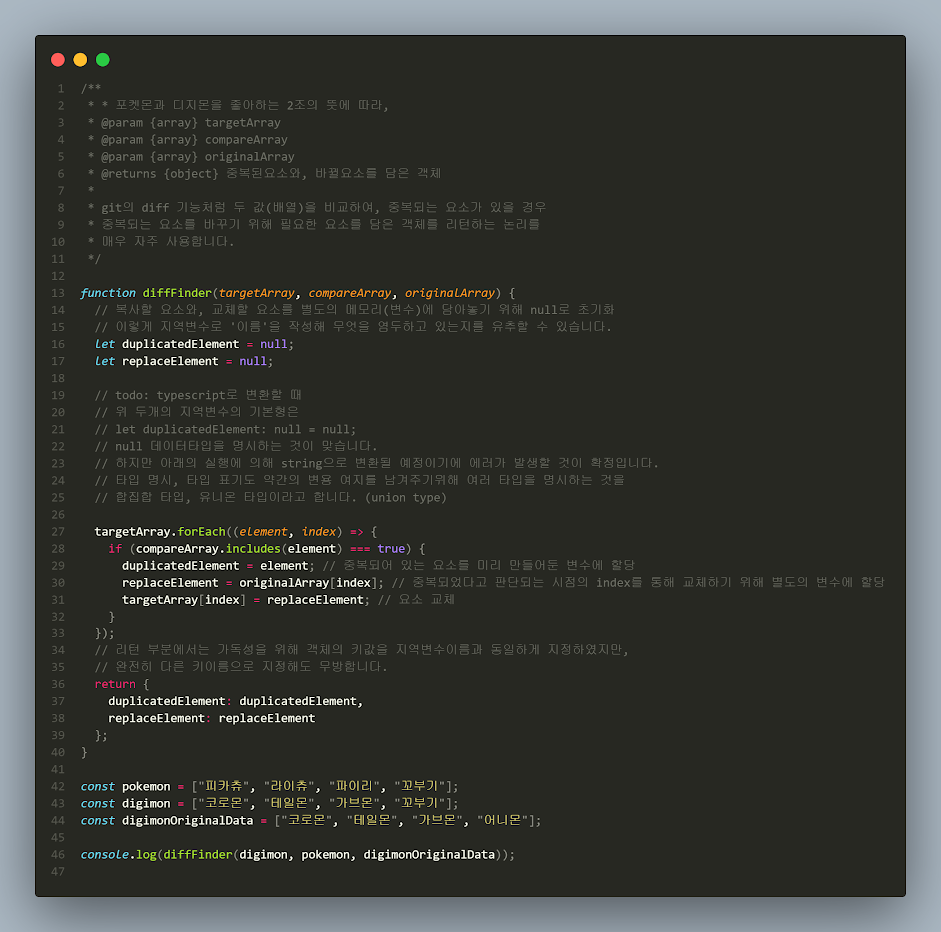 1 /**
2  * * 포켓몬과 디지몬을 좋아하는 2조의 뜻에 따라,
3  * @param {array} targetArray
4  * @param {array} compareArray
5  * @param {array} originalArray
6  * @returns {object} 중복된요소와, 바뀔요소를 담은 객체
7  *
8  * git의 diff 기능처럼 두 값(배열)을 비교하여, 중복되는 요소가 있을 경우
9  * 중복되는 요소를 바꾸기 위해 필요한 요소를 담은 객체를 리턴하는 논리를
10  * 매우 자주 사용합니다.
11  */
12
13 function diffFinder(targetArray, compareArray, originalArray) {
14   // 복사할 요소와, 교체할 요소를 별도의 메모리(변수)에 담아놓기 위해 null로 초기화
15   // 이렇게 지역변수로 '이름'을 작성해 무엇을 염두하고 있는지를 유추할 수 있습니다.
16   let duplicatedElement = null;
17   let replaceElement = null;
18
19   // todo: typescript로 변환할 때
20   // 위 두개의 지역변수의 기본형은
21   // let duplicatedElement: null = null;
22   // null 데이터타입을 명시하는 것이 맞습니다.
23   // 하지만 아래의 실행에 의해 string으로 변환될 예정이기에 에러가 발생할 것이 확정입니다.
24   // 타입 명시, 타입 표기도 약간의 변용 여지를 남겨주기위해 여러 타입을 명시하는 것을
25   // 합집합 타입, 유니온 타입이라고 합니다. (union type)
26
27   targetArray.forEach((element, index) => {
28     if (compareArray.includes(element) === true) {
29       duplicatedElement = element; // 중복되어 있는 요소를 미리 만들어둔 변수에 할당
30       replaceElement = originalArray[index]; // 중복되었다고 판단되는 시점의 index를 통해 교체하기 위해 별도의 변수에 할당
31       targetArray[index] = replaceElement; // 요소 교체
32     }
33   });
34   // 리턴 부분에서는 가독성을 위해 객체의 키값을 지역변수이름과 동일하게 지정하였지만,
35   // 완전히 다른 키이름으로 지정해도 무방합니다.
36   return {
37     duplicatedElement: duplicatedElement,
38     replaceElement: replaceElement
39   };
40 }
41
42 const pokemon = ["피카츄", "라이츄", "파이리", "꼬부기"];
43 const digimon = ["코로몬", "테일몬", "가브몬", "꼬부기"];
44 const digimonOriginalData = ["코로몬", "테일몬", "가브몬", "어니몬"];
45
46 console.log(diffFinder(digimon, pokemon, digimonOriginalData));
47